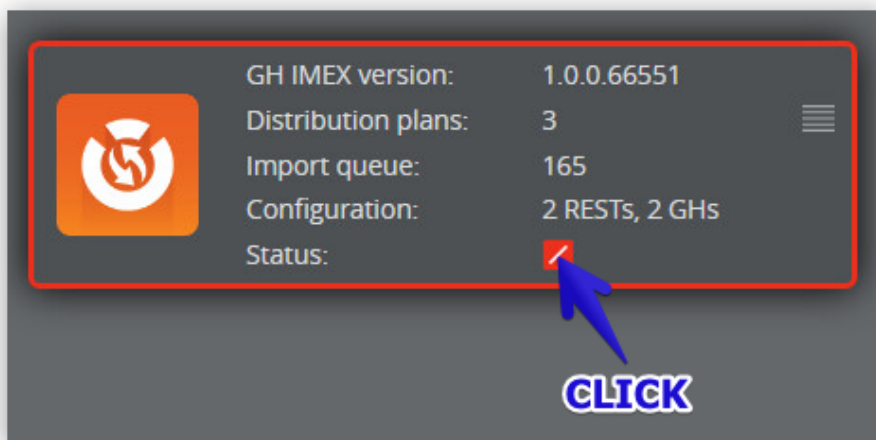 GH IMEX version: 1.0.0.66551
Distribution plans: 3
Import queue: 165
Configuration: 2 RESTs, 2 GHs
Status:
CLICK